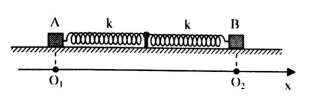 A k k B
O₁ O₂
x